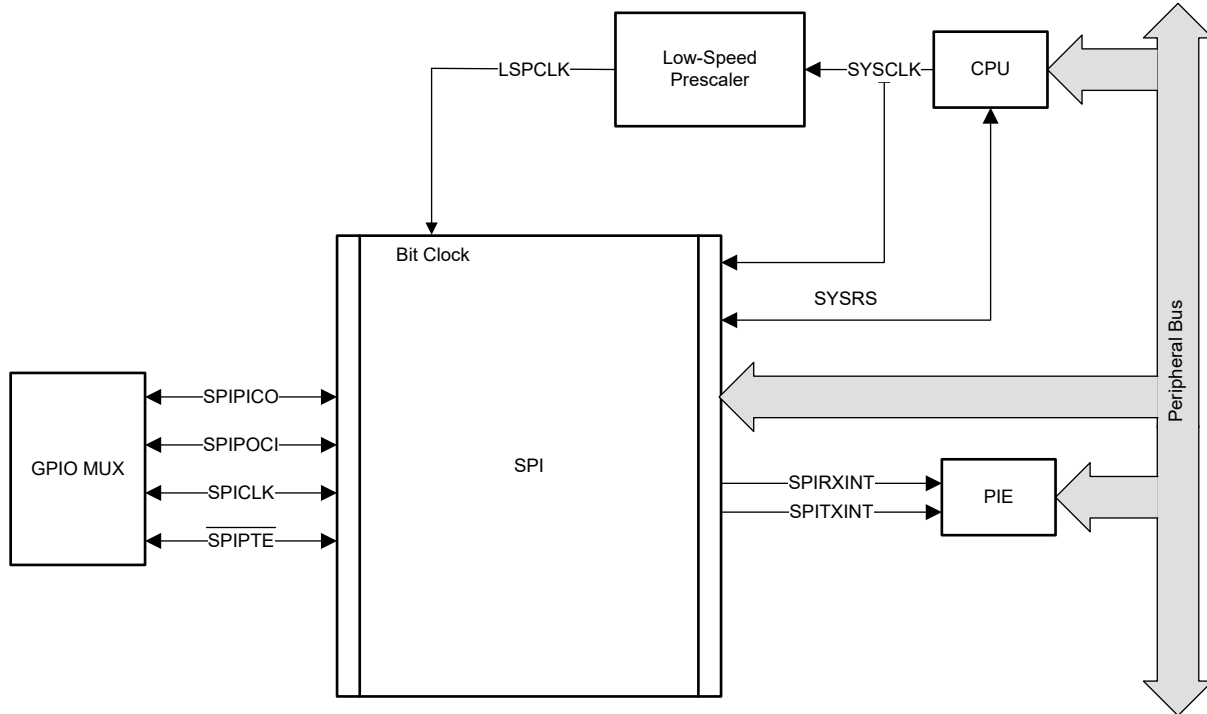 Low-Speed
Prescaler
LSPCLK
SYSCLK
CPU
Bit Clock
SYSRS
Peripheral Bus
SPIPICO
SPIPOCI
GPIO MUX
SPI
SPICLK
SPIPTE
SPIRXINT
SPITXINT
PIE